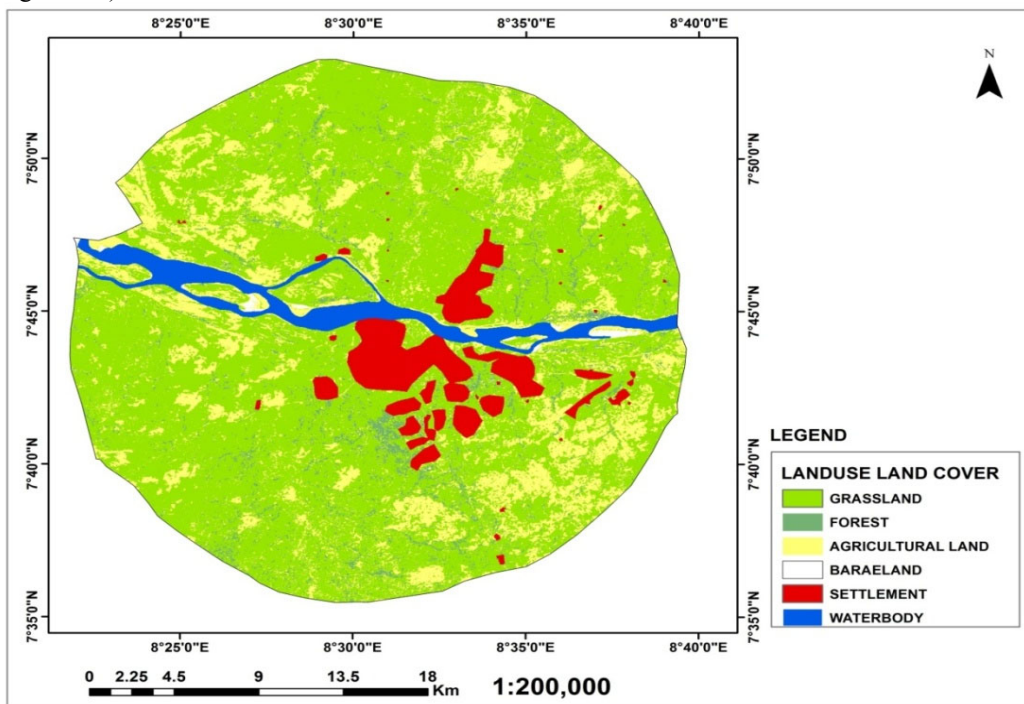 8°25'0"E 8°30'0"E 8°35'0"E 8°40'0"E
N
7°50'0"N 7°50'0"N
7°45'0"N 7°45'0"N
7°40'0"N 7°40'0"N
7°35'0"N 7°35'0"N
LEGEND
LANDUSE LAND COVER
GRASSLAND
FOREST
AGRICULTURAL LAND
BARAELAND
SETTLEMENT
WATERBODY
8°25'0"E 8°30'0"E 8°35'0"E 8°40'0"E
0 2.25 4.5 9 13.5 18
Km
1:200,000